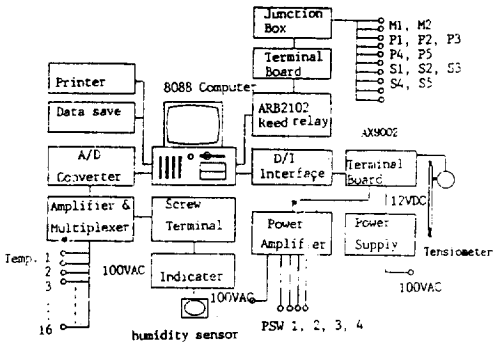 Junction
Box
M1, M2
P1, P2, P3
P4, P5
S1, S2, S3
S4, S5
Terminal
Board
8088 Computer
Printer
Data save
ARB2102
keed relay
AX9002
A/D
Converter
D/I
Interface
Terminal
Board
12VDC
Amplifier &
Multiplexer
Screw
Terminal
Power
Amplifier
Power
Supply
Tensiometer
Temp. 1
2
3
16
100VAC
Indicater
100VAC
100VAC
humidity sensor
PSW 1, 2, 3, 4